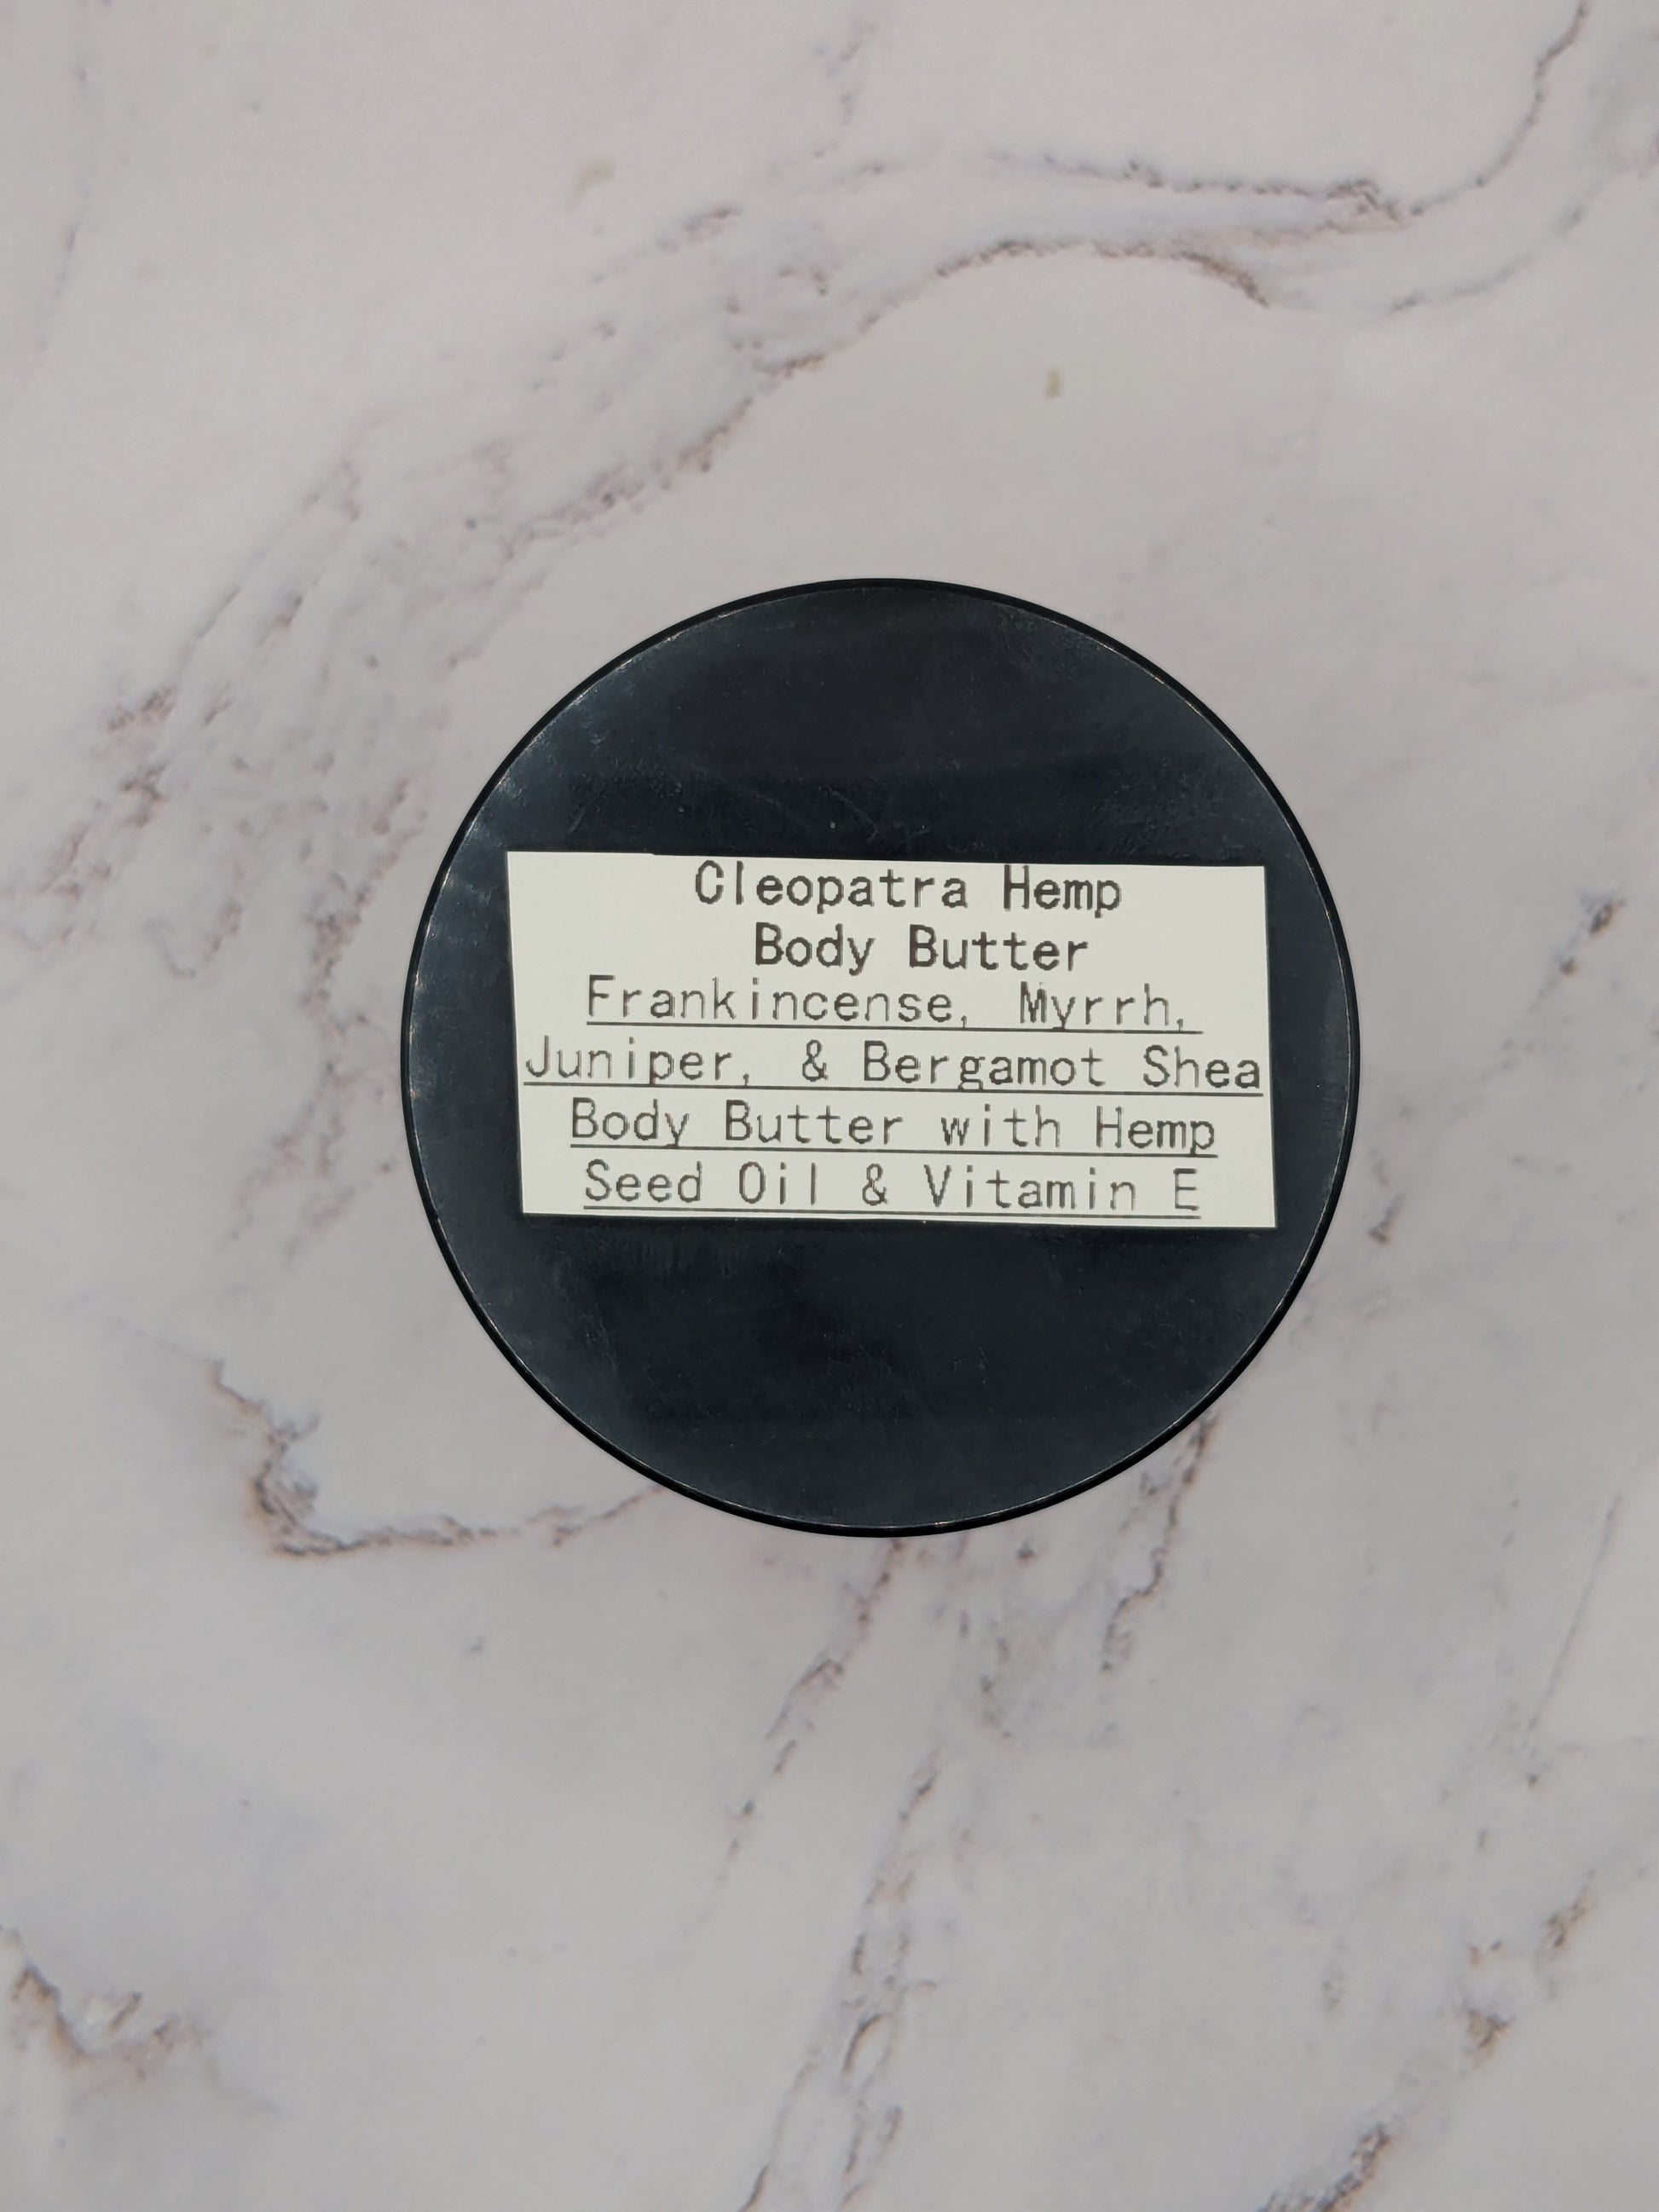 Cleopatra Hemp
Body Butter
Frankincense, Myrrh,
Juniper, & Bergamot Shea
Body Butter with Hemp
Seed Oil & Vitamin E